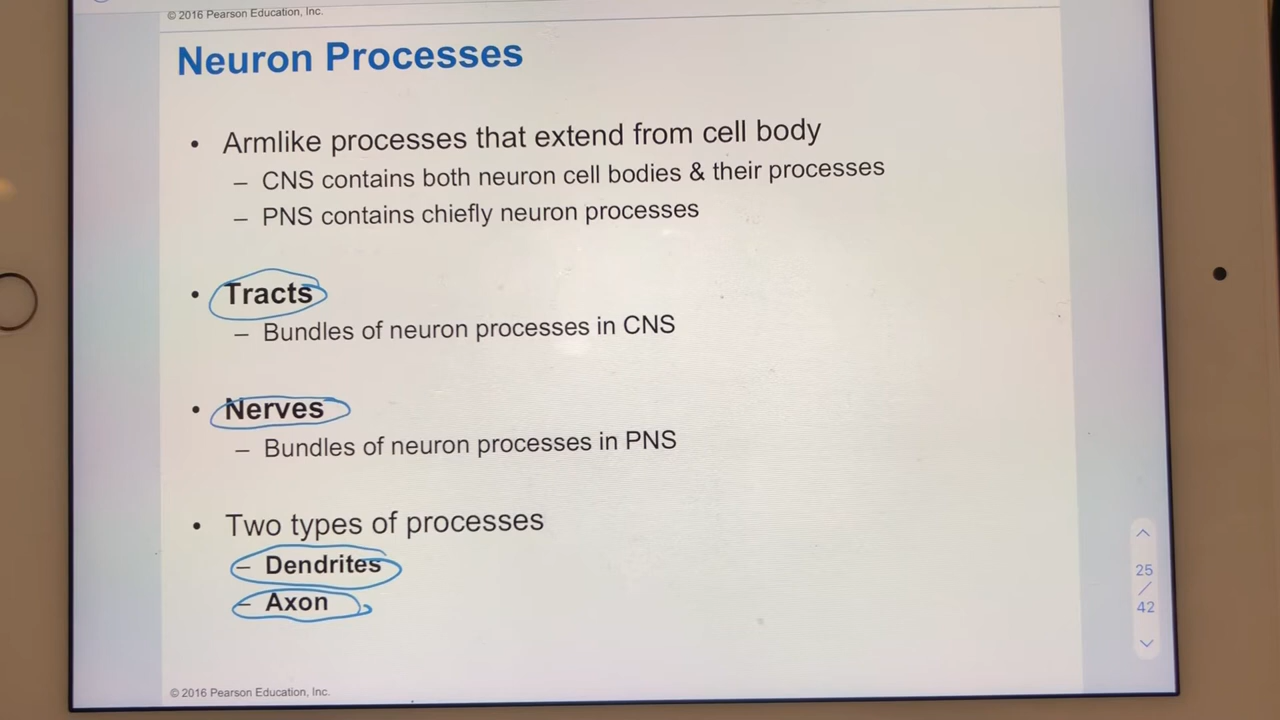 © 2016 Pearson Education, Inc.
Neuron Processes
• Armlike processes that extend from cell body
– CNS contains both neuron cell bodies & their processes
– PNS contains chiefly neuron processes
• Tracts
– Bundles of neuron processes in CNS
• Nerves
– Bundles of neuron processes in PNS
• Two types of processes
– Dendrites
– Axon
25
/
42
© 2016 Pearson Education, Inc.